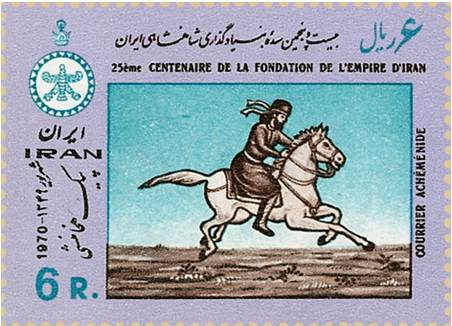 بیست و پنجمین سده بنیادگذاری شاهنشاهی ایران
۶ ریال
25ème CENTENAIRE DE LA FONDATION DE L'EMPIRE D'IRAN
ایران
IRAN
پیک هخامنشی
1970-۱۳۴۹
COURRIER ACHÉMÉNIDE
6 R.